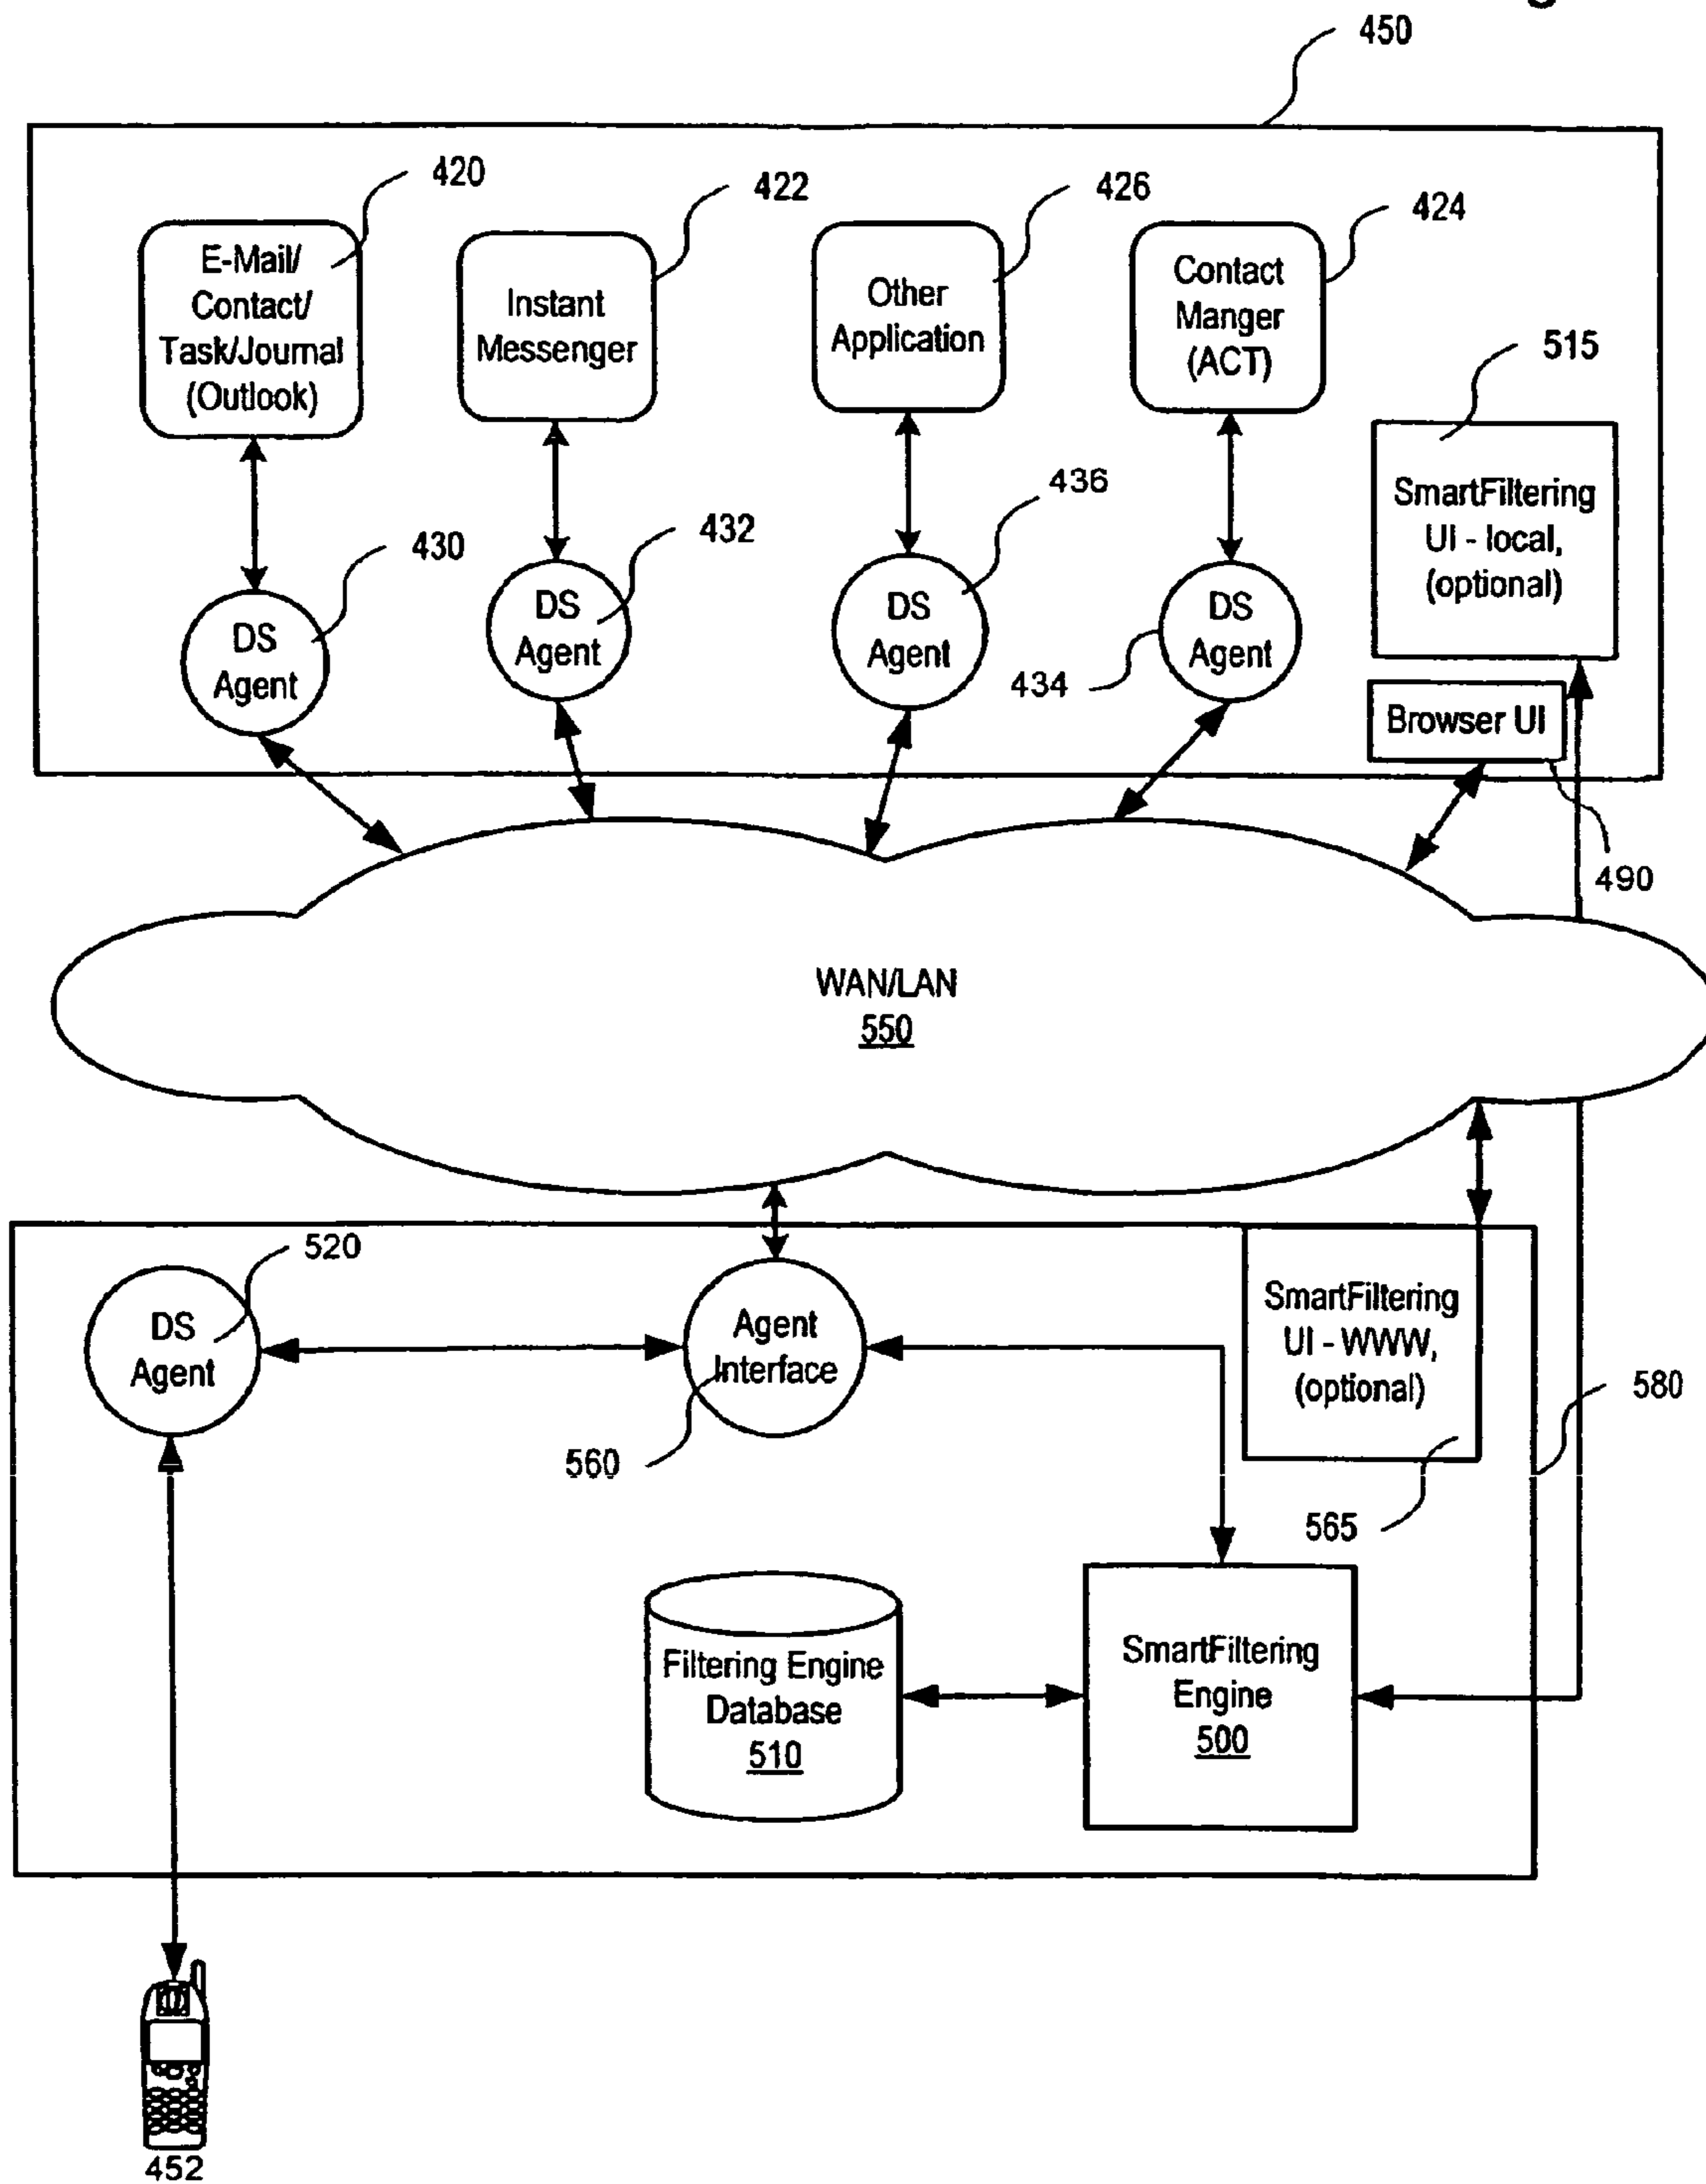 450
420
422
426
424
E-Mail/
Contact/
Task/Journal
(Outlook)
Instant
Messenger
Other
Application
Contact
Manger
(ACT)
515
SmartFiltering
UI - local,
(optional)
430
432
436
434
DS
Agent
DS
Agent
DS
Agent
DS
Agent
Browser UI
490
WAN/LAN
550
520
DS
Agent
Agent
Interface
560
SmartFiltering
UI - WWW,
(optional)
565
580
Filtering Engine
Database
510
SmartFiltering
Engine
500
452